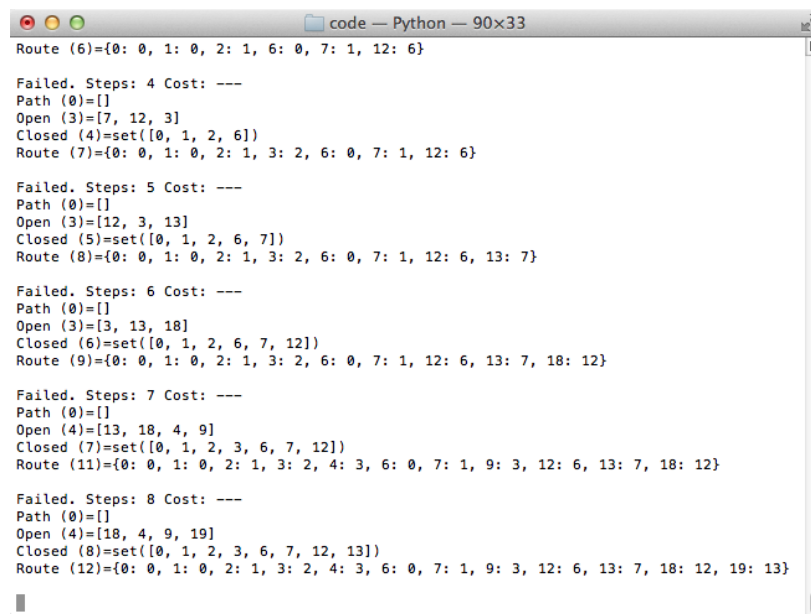 code — Python — 90×33
Route (6)={0: 0, 1: 0, 2: 1, 6: 0, 7: 1, 12: 6}
Failed. Steps: 4 Cost: ---
Path (0)=[]
Open (3)=[7, 12, 3]
Closed (4)=set([0, 1, 2, 6])
Route (7)={0: 0, 1: 0, 2: 1, 3: 2, 6: 0, 7: 1, 12: 6}
Failed. Steps: 5 Cost: ---
Path (0)=[]
Open (3)=[12, 3, 13]
Closed (5)=set([0, 1, 2, 6, 7])
Route (8)={0: 0, 1: 0, 2: 1, 3: 2, 6: 0, 7: 1, 12: 6, 13: 7}
Failed. Steps: 6 Cost: ---
Path (0)=[]
Open (3)=[3, 13, 18]
Closed (6)=set([0, 1, 2, 6, 7, 12])
Route (9)={0: 0, 1: 0, 2: 1, 3: 2, 6: 0, 7: 1, 12: 6, 13: 7, 18: 12}
Failed. Steps: 7 Cost: ---
Path (0)=[]
Open (4)=[13, 18, 4, 9]
Closed (7)=set([0, 1, 2, 3, 6, 7, 12])
Route (11)={0: 0, 1: 0, 2: 1, 3: 2, 4: 3, 6: 0, 7: 1, 9: 3, 12: 6, 13: 7, 18: 12}
Failed. Steps: 8 Cost: ---
Path (0)=[]
Open (4)=[18, 4, 9, 19]
Closed (8)=set([0, 1, 2, 3, 6, 7, 12, 13])
Route (12)={0: 0, 1: 0, 2: 1, 3: 2, 4: 3, 6: 0, 7: 1, 9: 3, 12: 6, 13: 7, 18: 12, 19: 13}